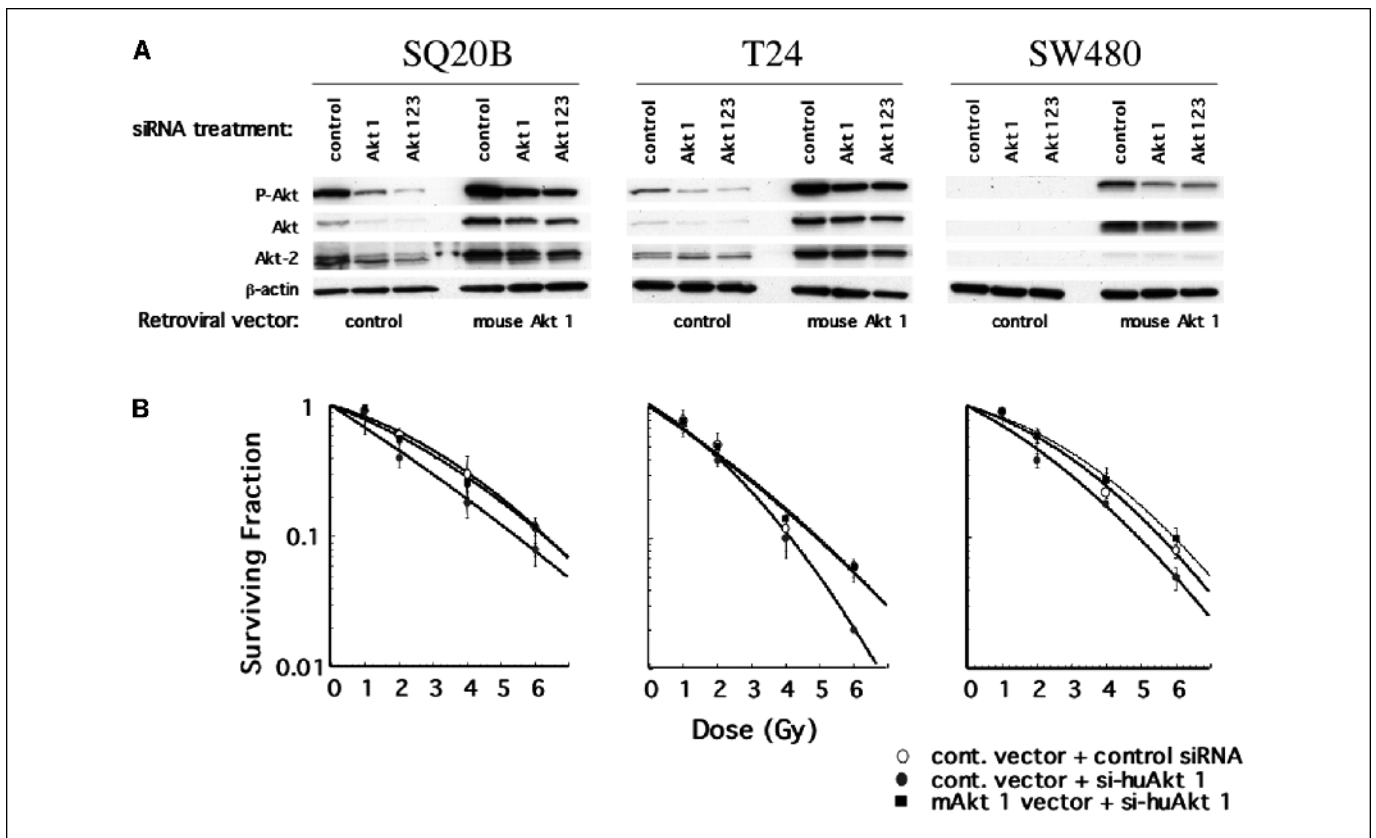 A
SQ20B T24 SW480
siRNA treatment: control Akt 1 Akt 123 control Akt 1 Akt 123 control Akt 1 Akt 123 control Akt 1 Akt 123 control Akt 1 Akt 123 control Akt 1 Akt 123
P-Akt
Akt
Akt-2
β-actin
Retroviral vector: control mouse Akt 1 control mouse Akt 1 control mouse Akt 1
B
Surviving Fraction
1
0.1
0.01
0 1 2 3 4 5 6 0 1 2 3 4 5 6 0 1 2 3 4 5 6
Dose (Gy)
cont. vector + control siRNA
cont. vector + si-huAkt 1
mAkt 1 vector + si-huAkt 1